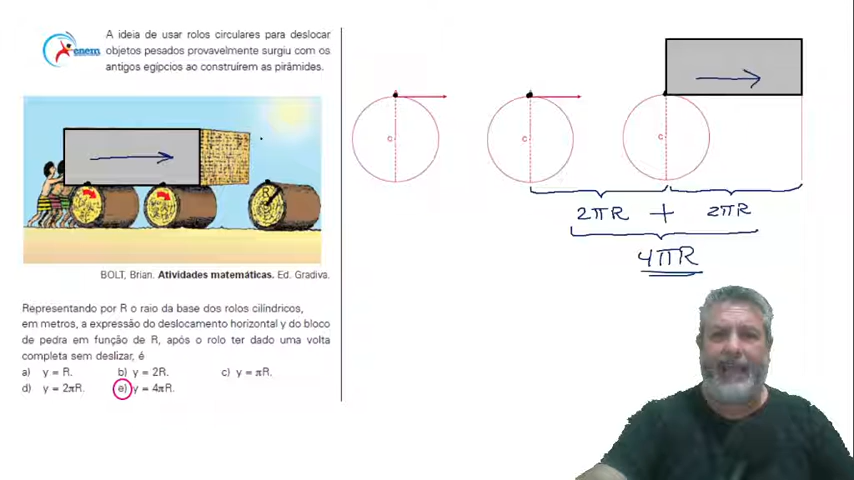 enem
A ideia de usar rolos circulares para deslocar
objetos pesados provavelmente surgiu com os
antigos egípcios ao construírem as pirâmides.
BOLT, Brian. Atividades matemáticas. Ed. Gradiva.
Representando por R o raio da base dos rolos cilíndricos,
em metros, a expressão do deslocamento horizontal y do bloco
de pedra em função de R, após o rolo ter dado uma volta
completa sem deslizar, é
a) y = R. b) y = 2R. c) y = πR.
d) y = 2πR. e) y = 4πR.
C C C
2πR + 2πR
4πR